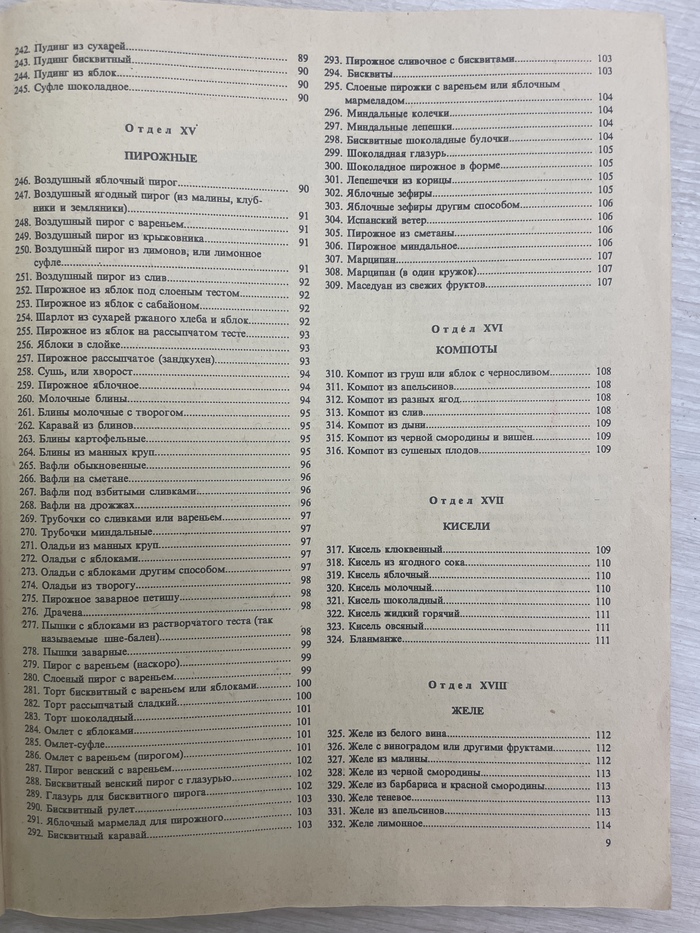 242. Пудинг из сухарей 89
243. Пудинг бисквитный 90
244. Пудинг из яблок 90
245. Суфле шоколадное 90
Отдел XV
ПИРОЖНЫЕ
246. Воздушный яблочный пирог 90
247. Воздушный ягодный пирог (из малины, клуб-
ники и земляники) 91
248. Воздушный пирог с вареньем 91
249. Воздушный пирог из крыжовника 91
250. Воздушный пирог из лимонов, или лимонное
суфле 91
251. Воздушный пирог из слив 92
252. Пирожное из яблок под слоеным тестом 92
253. Пирожное из яблок с сабайоном 92
254. Шарлот из сухарей ржаного хлеба и яблок 92
255. Пирожное из яблок на рассыпчатом тесте 93
256. Яблоки в слойке 93
257. Пирожное рассыпчатое (зандкухен) 93
258. Сушь, или хворост 94
259. Пирожное яблочное 94
260. Молочные блины 94
261. Блины молочные с творогом 95
262. Каравай из блинов 95
263. Блины картофельные 95
264. Блины из манных круп 95
265. Вафли обыкновенные 96
266. Вафли на сметане 96
267. Вафли под взбитыми сливками 96
268. Вафли на дрожжах 96
269. Трубочки со сливками или вареньем 97
270. Трубочки миндальные 97
271. Оладьи из манных круп 97
272. Оладьи с яблоками 97
273. Оладьи с яблоками другим способом 97
274. Оладьи из творогу 98
275. Пирожное заварное петишу 98
276. Драчена 98
277. Пышки с яблоками из растворчатого теста (так
называемые шне-бален) 98
278. Пышки заварные 99
279. Пирог с вареньем (наскоро) 99
280. Слоеный пирог с вареньем 99
281. Торт бисквитный с вареньем или яблоками 100
282. Торт рассыпчатый сладкий 100
283. Торт шоколадный 101
284. Омлет с яблоками 101
285. Омлет-суфле 101
286. Омлет с вареньем (пирогом) 101
287. Пирог венский с вареньем 102
288. Бисквитный венский пирог с глазурью 102
289. Глазурь для бисквитного пирога 102
290. Бисквитный рулет 103
291. Яблочный мармелад для пирожного 103
292. Бисквитный каравай 103
293. Пирожное сливочное с бисквитами 103
294. Бисквиты 103
295. Слоеные пирожки с вареньем или яблочным
мармеладом 104
296. Миндальные колечки 104
297. Миндальные лепешки 104
298. Бисквитные шоколадные булочки 104
299. Шоколадная глазурь 105
300. Шоколадное пирожное в форме 105
301. Лепешечки из корицы 105
302. Яблочные зефиры 105
303. Яблочные зефиры другим способом 106
304. Испанский ветер 106
305. Пирожное из сметаны 106
306. Пирожное миндальное 106
307. Марципан 107
308. Марципан (в один кружок) 107
309. Маседуан из свежих фруктов 107
Отдел XVI
КОМПОТЫ
310. Компот из груш или яблок с черносливом 108
311. Компот из апельсинов 108
312. Компот из разных ягод 108
313. Компот из слив 108
314. Компот из дыни 109
315. Компот из черной смородины и вишен 109
316. Компот из сушеных плодов 109
Отдел XVII
КИСЕЛИ
317. Кисель клюквенный 109
318. Кисель из ягодного сока 110
319. Кисель яблочный 110
320. Кисель молочный 110
321. Кисель шоколадный 110
322. Кисель жидкий горячий 111
323. Кисель овсяный 111
324. Бланманже 111
Отдел XVIII
ЖЕЛЕ
325. Желе из белого вина 112
326. Желе с виноградом или другими фруктами 112
327. Желе из малины 112
328. Желе из черной смородины 113
329. Желе из барбариса и красной смородины 113
330. Желе теневое 113
331. Желе из апельсинов 113
332. Желе лимонное 114
9